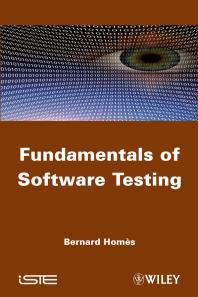 Fundamentals of
Software Testing
Bernard Homès
iSTE
WILEY